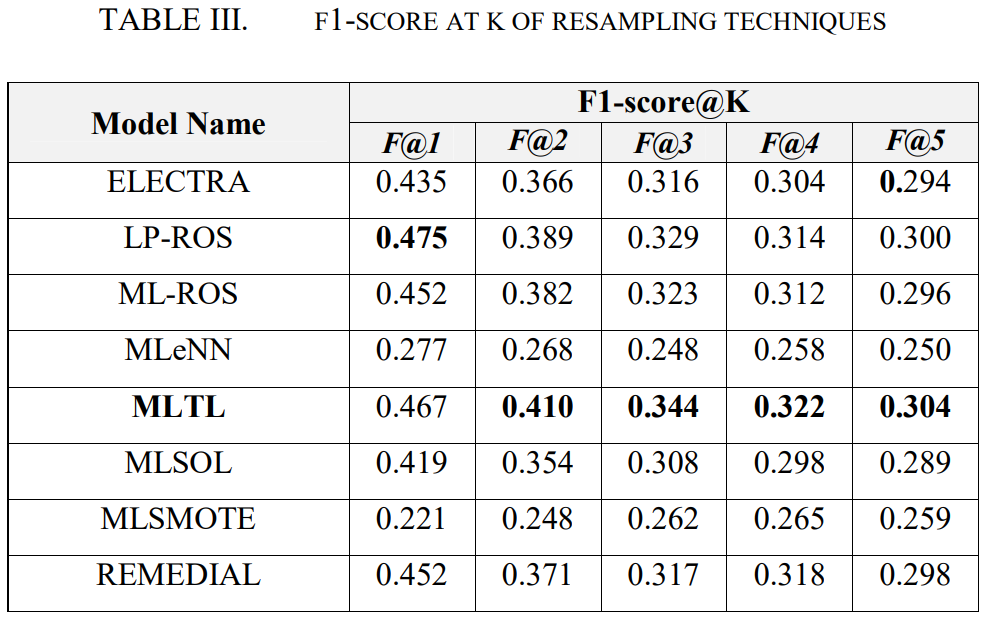 TABLE III. F1-SCORE AT K OF RESAMPLING TECHNIQUES
Model Name F1-score@K
F@1 F@2 F@3 F@4 F@5
ELECTRA 0.435 0.366 0.316 0.304 0.294
LP-ROS 0.475 0.389 0.329 0.314 0.300
ML-ROS 0.452 0.382 0.323 0.312 0.296
MLeNN 0.277 0.268 0.248 0.258 0.250
MLTL 0.467 0.410 0.344 0.322 0.304
MLSOL 0.419 0.354 0.308 0.298 0.289
MLSMOTE 0.221 0.248 0.262 0.265 0.259
REMEDIAL 0.452 0.371 0.317 0.318 0.298